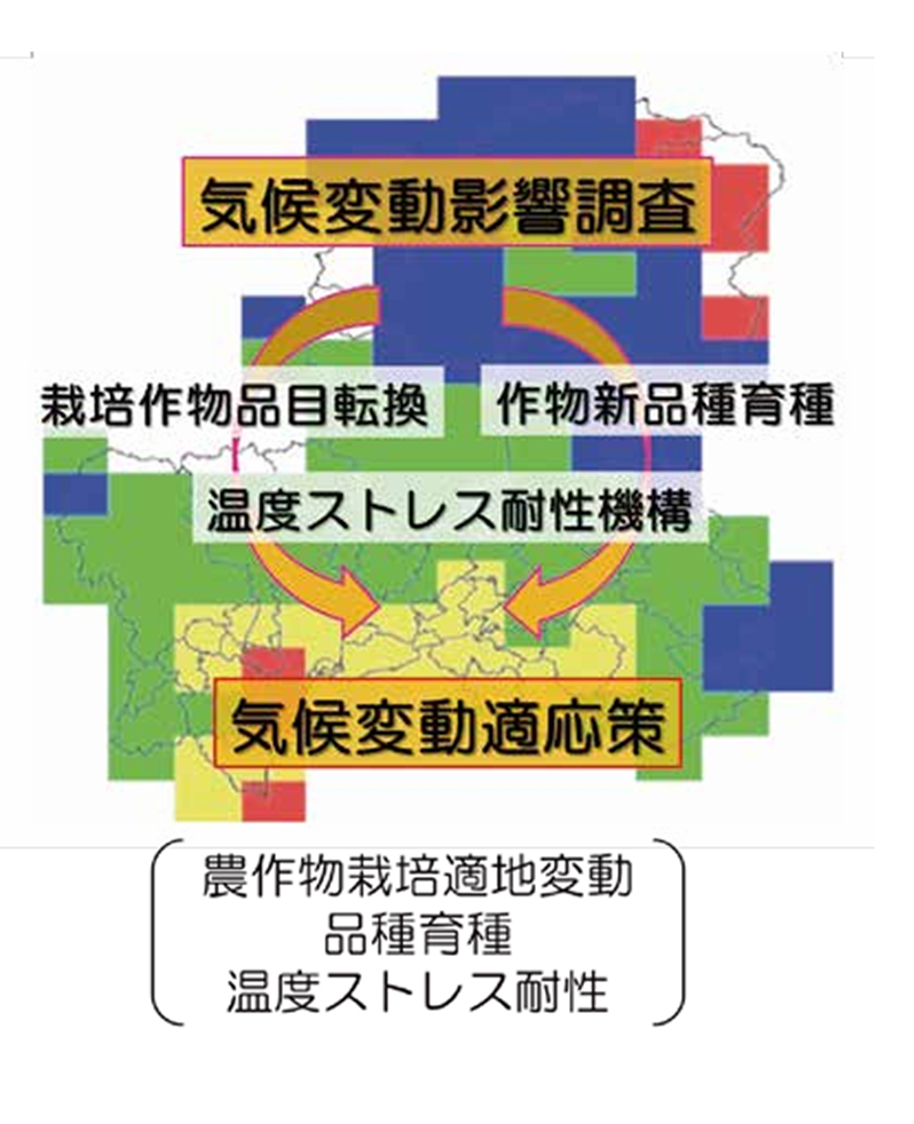 気候変動影響調査
栽培作物品目転換
作物新品種育種
温度ストレス耐性機構
気候変動適応策
農作物栽培適地変動
品種育種
温度ストレス耐性